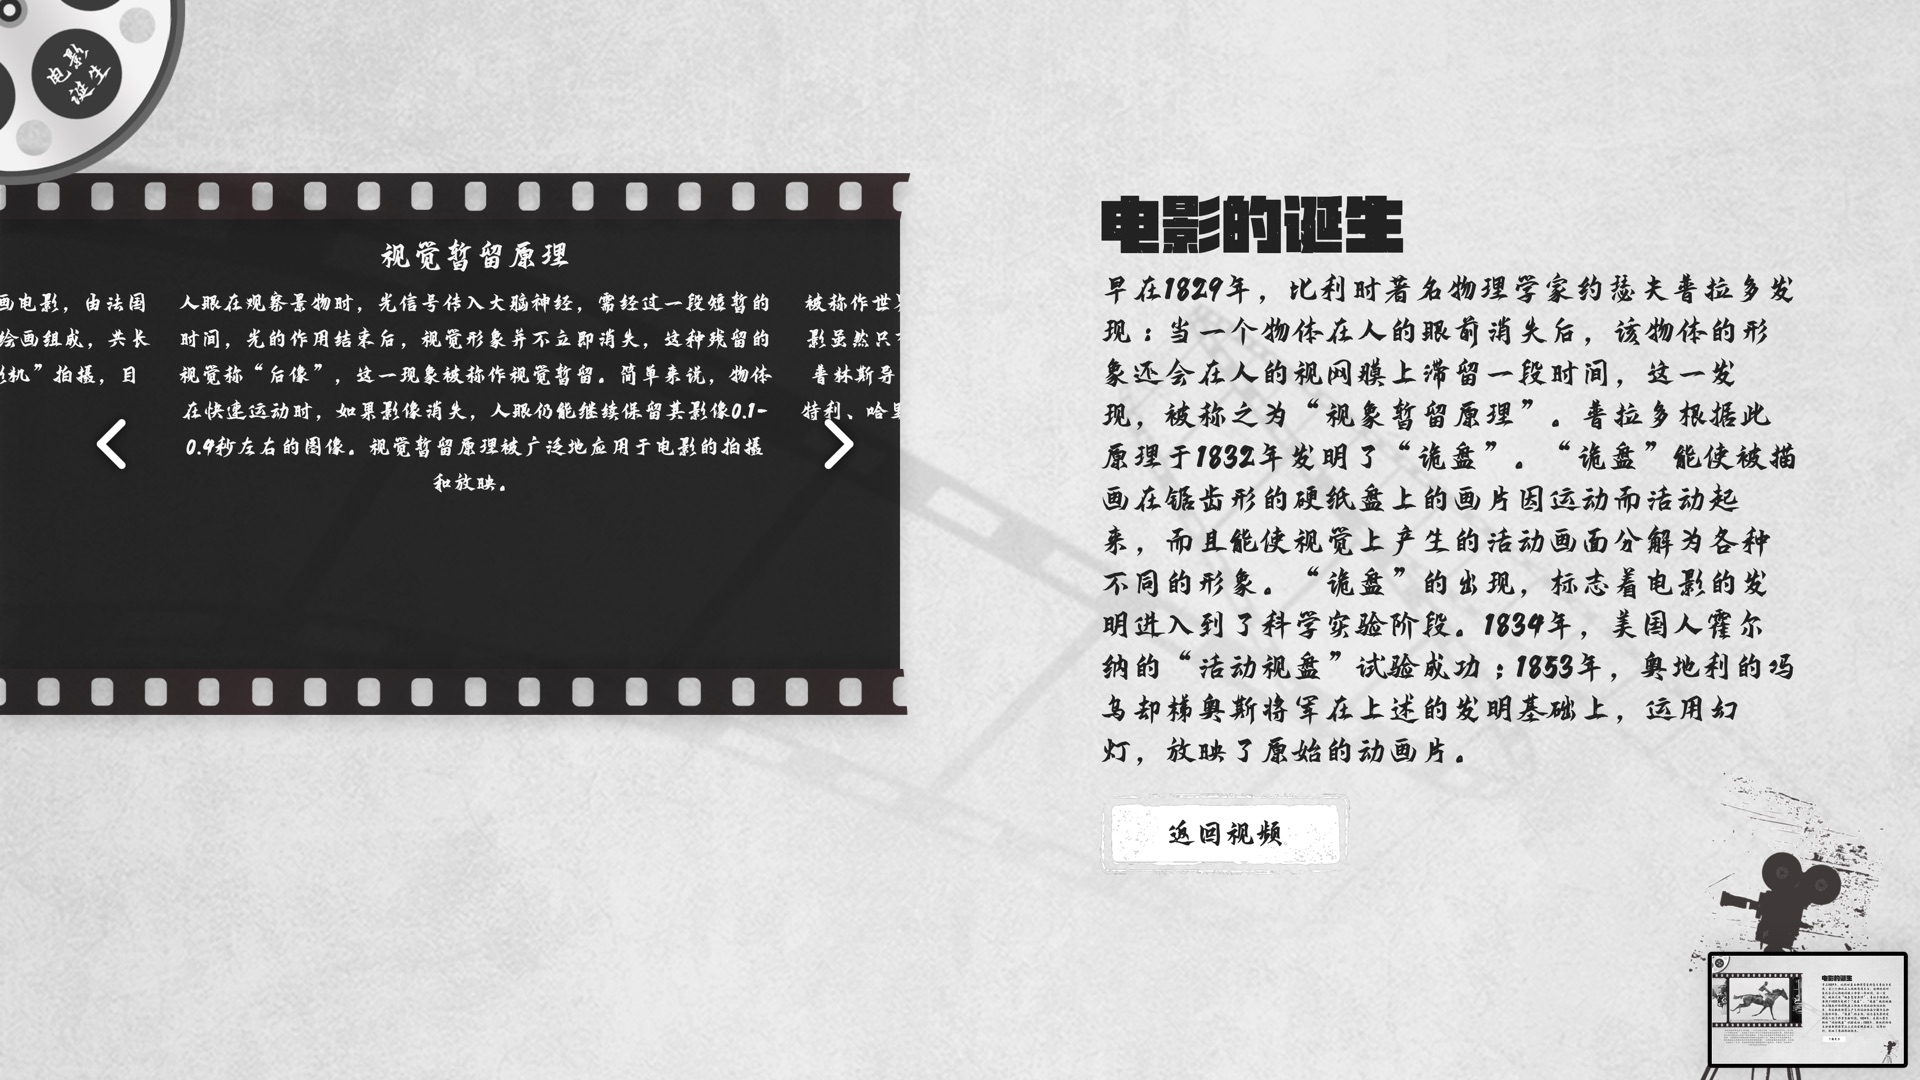 电影
诞生
视觉暂留原理
画电影，由法国
绘画组成，共长
影机”拍摄，目
人眼在观察景物时，光信号传入大脑神经，需经过一段短暂的
时间，光的作用结束后，视觉形象并不立即消失，这种残留的
视觉称“后像”，这一现象被称作视觉暂留。简单来说，物体
在快速运动时，如果影像消失，人眼仍能继续保留其影像0.1-
0.4秒左右的图像。视觉暂留原理被广泛地应用于电影的拍摄
和放映。
被称作世界
影虽然只有
普林斯导
特利、哈里
电影的诞生
早在1829年，比利时著名物理学家约瑟夫普拉多发
现：当一个物体在人的眼前消失后，该物体的形
象还会在人的视网膜上滞留一段时间，这一发
现，被称之为“视象暂留原理”。普拉多根据此
原理于1832年发明了“诡盘”。“诡盘”能使被描
画在锯齿形的硬纸盘上的画片因运动而活动起
来，而且能使视觉上产生的活动画面分解为各种
不同的形象。“诡盘”的出现，标志着电影的发
明进入到了科学实验阶段。1834年，美国人霍尔
纳的“活动视盘”试验成功；1853年，奥地利的冯
乌却梯奥斯将军在上述的发明基础上，运用幻
灯，放映了原始的动画片。
返回视频
电影的诞生